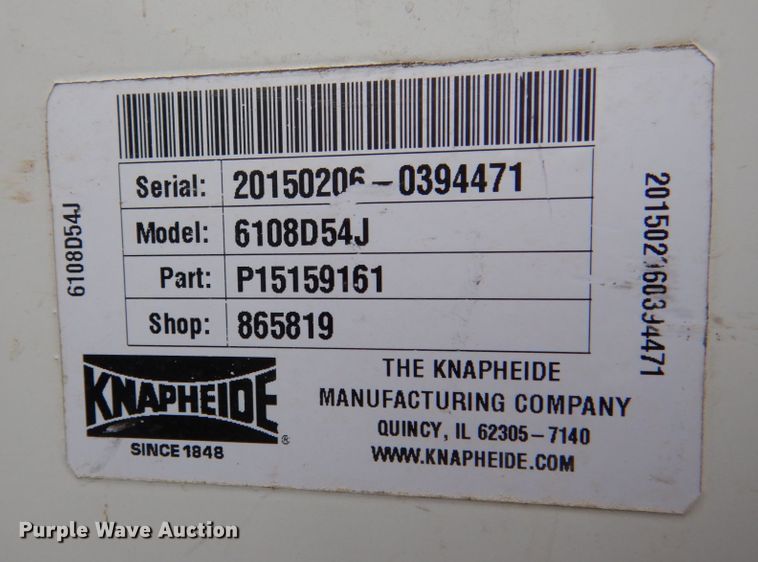 Serial: 20150206-0394471
Model: 6108D54J
Part: P15159161
Shop: 865819
6108D54J
201502060394471
KNAPHEIDE
®
SINCE 1848
THE KNAPHEIDE
MANUFACTURING COMPANY
QUINCY, IL 62305-7140
WWW.KNAPHEIDE.COM
Purple Wave Auction